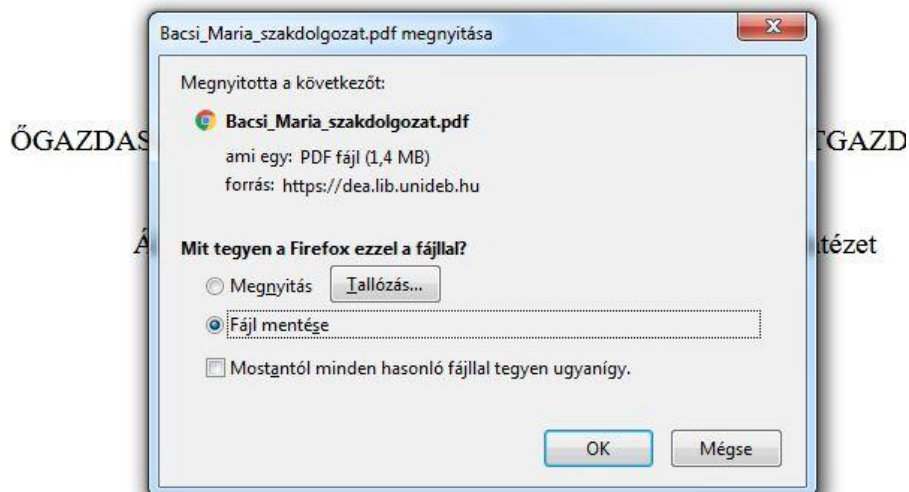 Bacsi_Maria_szakdolgozat.pdf megnyitása
Megnyitotta a következőt:
Bacsi_Maria_szakdolgozat.pdf
ami egy: PDF fájl (1,4 MB)
forrás: https://dea.lib.unideb.hu
Mit tegyen a Firefox ezzel a fájllal?
Megnyitás Tallózás...
Fájl mentése
Mostantól minden hasonló fájllal tegyen ugyanígy.
OK Mégse